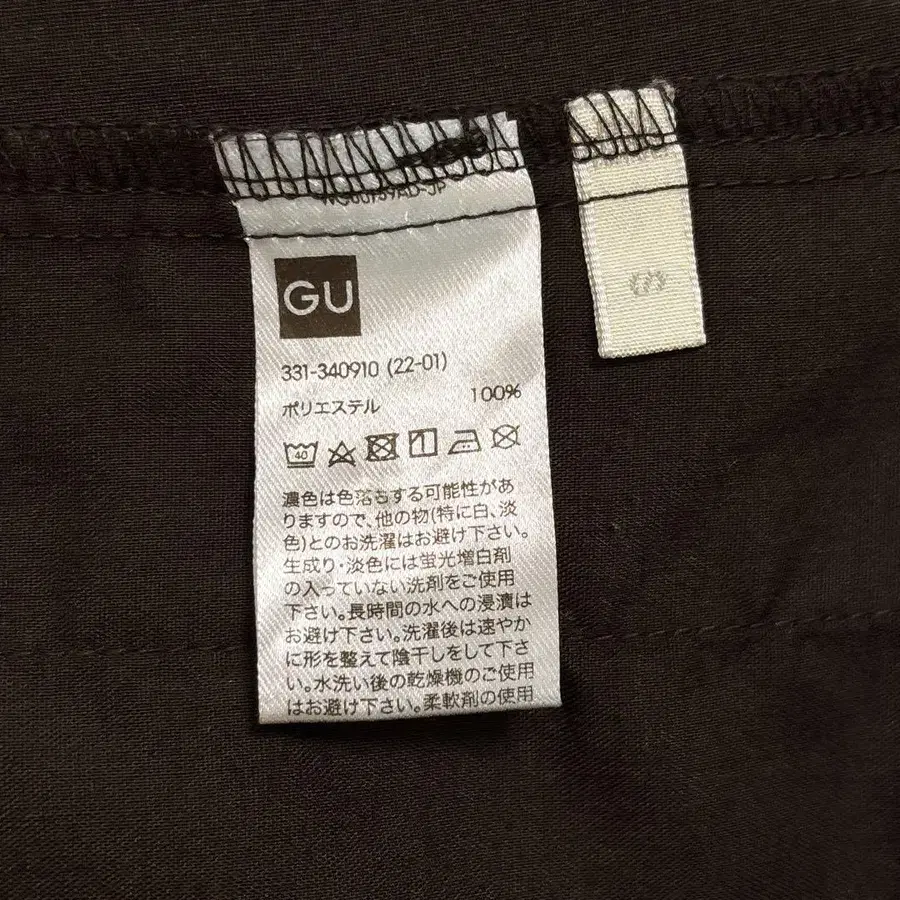 GU
331-340910 (22-01)
ポリエステル 100%
40
濃色は色落ちする可能性があ
りますので、他の物(特に白、淡
色)とのお洗濯はお避け下さい。
生成り・淡色には蛍光増白剤
の入っていない洗剤をご使用
下さい。長時間の水への浸漬は
お避け下さい。洗濯後は速やか
に形を整えて陰干しをして下さ
い。水洗い後の乾燥機のご使用
はお避け下さい。柔軟剤の使用